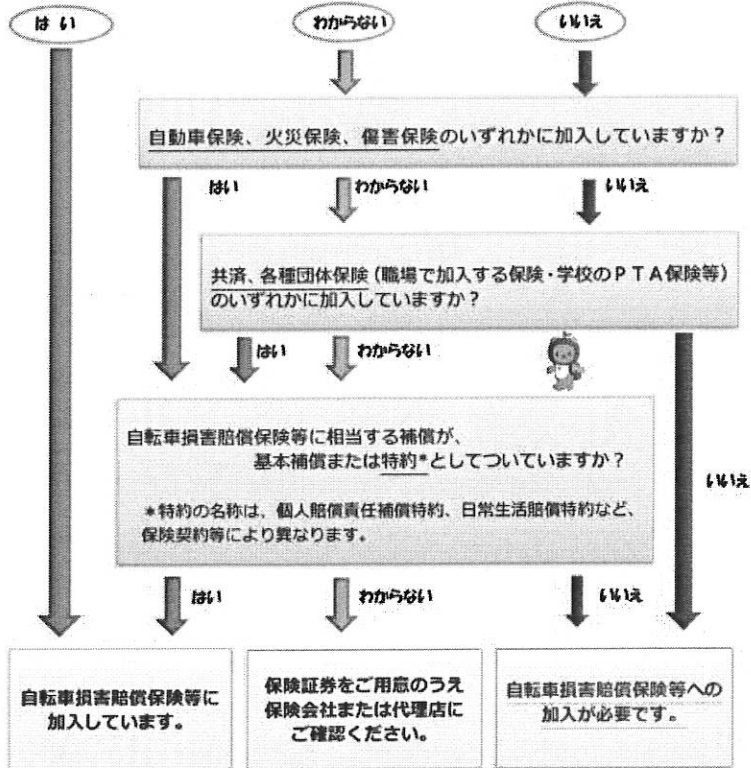 はい
わからない
いいえ
自動車保険、火災保険、傷害保険のいずれかに加入していますか？
はい
わからない
いいえ
共済、各種団体保険（職場で加入する保険・学校のＰＴＡ保険等）
のいずれかに加入していますか？
はい
わからない
いいえ
自転車損害賠償保険等に相当する補償が、
基本補償または特約*としてついていますか？
*特約の名称は、個人賠償責任補償特約、日常生活賠償特約など、
保険契約等により異なります。
はい
わからない
いいえ
自転車損害賠償保険等に
加入しています。
保険証券をご用意のうえ
保険会社または代理店に
ご確認ください。
自転車損害賠償保険等への
加入が必要です。